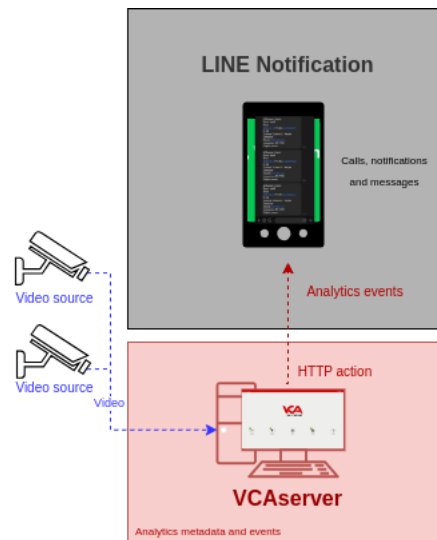 LINE Notification
Calls, notifications
and messages
Video source
Analytics events
Video source
HTTP action
Video
VCA
VCAserver
Analytics metadata and events